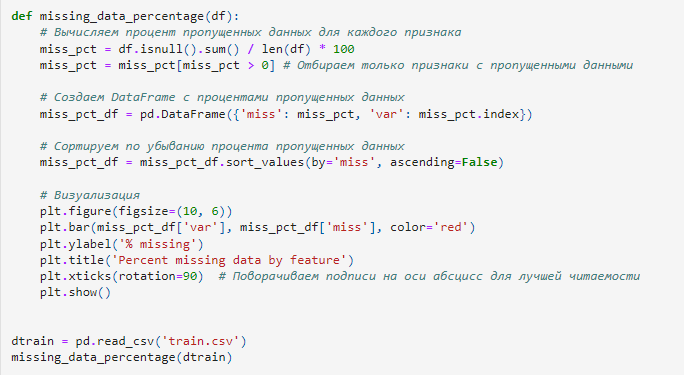 def missing_data_percentage(df):
    # Вычисляем процент пропущенных данных для каждого признака
    miss_pct = df.isnull().sum() / len(df) * 100
    miss_pct = miss_pct[miss_pct > 0] # Отбираем только признаки с пропущенными данными

    # Создаем DataFrame с процентами пропущенных данных
    miss_pct_df = pd.DataFrame({'miss': miss_pct, 'var': miss_pct.index})

    # Сортируем по убыванию процента пропущенных данных
    miss_pct_df = miss_pct_df.sort_values(by='miss', ascending=False)

    # Визуализация
    plt.figure(figsize=(10, 6))
    plt.bar(miss_pct_df['var'], miss_pct_df['miss'], color='red')
    plt.ylabel('% missing')
    plt.title('Percent missing data by feature')
    plt.xticks(rotation=90)  # Поворачиваем подписи на оси абсцисс для лучшей читаемости
    plt.show()


dtrain = pd.read_csv('train.csv')
missing_data_percentage(dtrain)